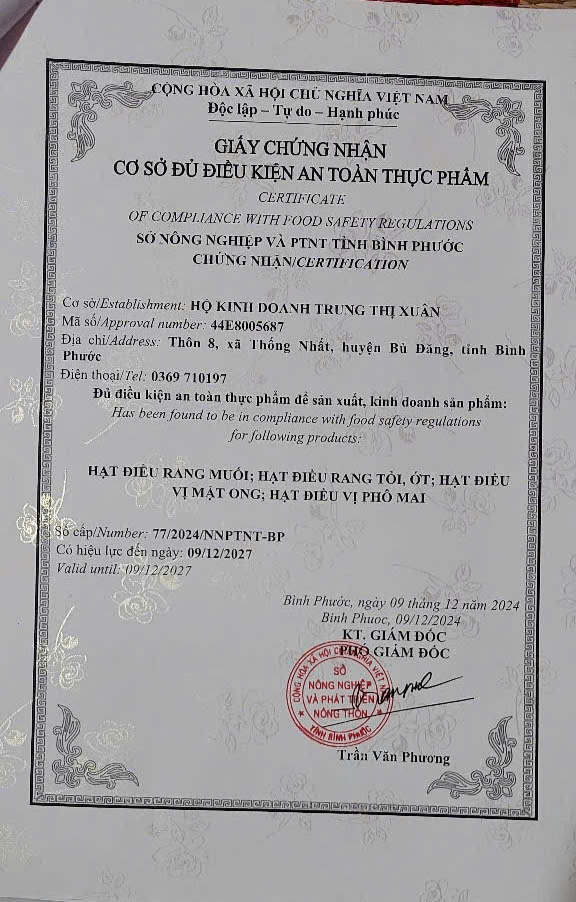 CỘNG HÒA XÃ HỘI CHỦ NGHĨA VIỆT NAM
Độc lập – Tự do – Hạnh phúc
GIẤY CHỨNG NHẬN
CƠ SỞ ĐỦ ĐIỀU KIỆN AN TOÀN THỰC PHẨM
CERTIFICATE
OF COMPLIANCE WITH FOOD SAFETY REGULATIONS
SỞ NÔNG NGHIỆP VÀ PTNT TỈNH BÌNH PHƯỚC
CHỨNG NHẬN/CERTIFICATION
Cơ sở/Establishment: HỘ KINH DOANH TRUNG THỊ XUÂN
Mã số/Approval number: 44E8005687
Địa chỉ/Address: Thôn 8, xã Thống Nhất, huyện Bù Đăng, tỉnh Bình
Phước
Điện thoại/Tel: 0369 710197
Đủ điều kiện an toàn thực phẩm để sản xuất, kinh doanh sản phẩm:
Has been found to be in compliance with food safety regulations
for following products:
HẠT ĐIỀU RANG MUỐI; HẠT ĐIỀU RANG TỎI, ỚT; HẠT ĐIỀU
VỊ MẬT ONG; HẠT ĐIỀU VỊ PHÔ MAI
Số cấp/Number: 77/2024/NNPTNT-BP
Có hiệu lực đến ngày: 09/12/2027
Valid until: 09/12/2027
Bình Phước, ngày 09 tháng 12 năm 2024
Binh Phuoc, 09/12/2024
KT. GIÁM ĐỐC
PHÓ GIÁM ĐỐC
CỘNG HÒA XÃ HỘI CHỦ NGHĨA VIỆT NAM
SỞ
NÔNG NGHIỆP
VÀ PHÁT TRIỂN
NÔNG THÔN
TỈNH BÌNH PHƯỚC
Trần Văn Phương